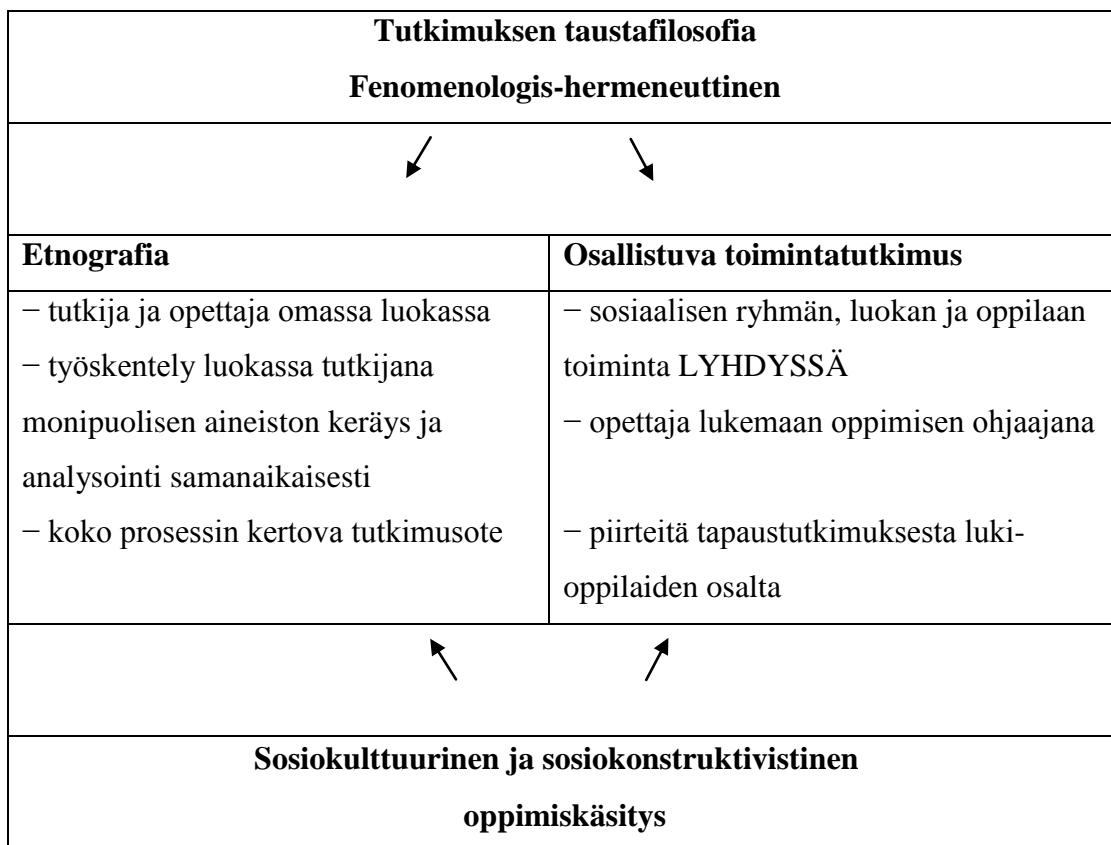 Tutkimuksen taustafilosofia
Fenomenologis-hermeneuttinen
Etnografia
− tutkija ja opettaja omassa luokassa
− työskentely luokassa tutkijana
monipuolisen aineiston keräys ja
analysointi samanaikaisesti
− koko prosessin kertova tutkimusote
Osallistuva toimintatutkimus
− sosiaalisen ryhmän, luokan ja oppilaan
toiminta LYHDYSSÄ
− opettaja lukemaan oppimisen ohjaajana
− piirteitä tapaustutkimuksesta luki-
oppilaiden osalta
Sosiokulttuurinen ja sosiokonstruktivistinen
oppimiskäsitys